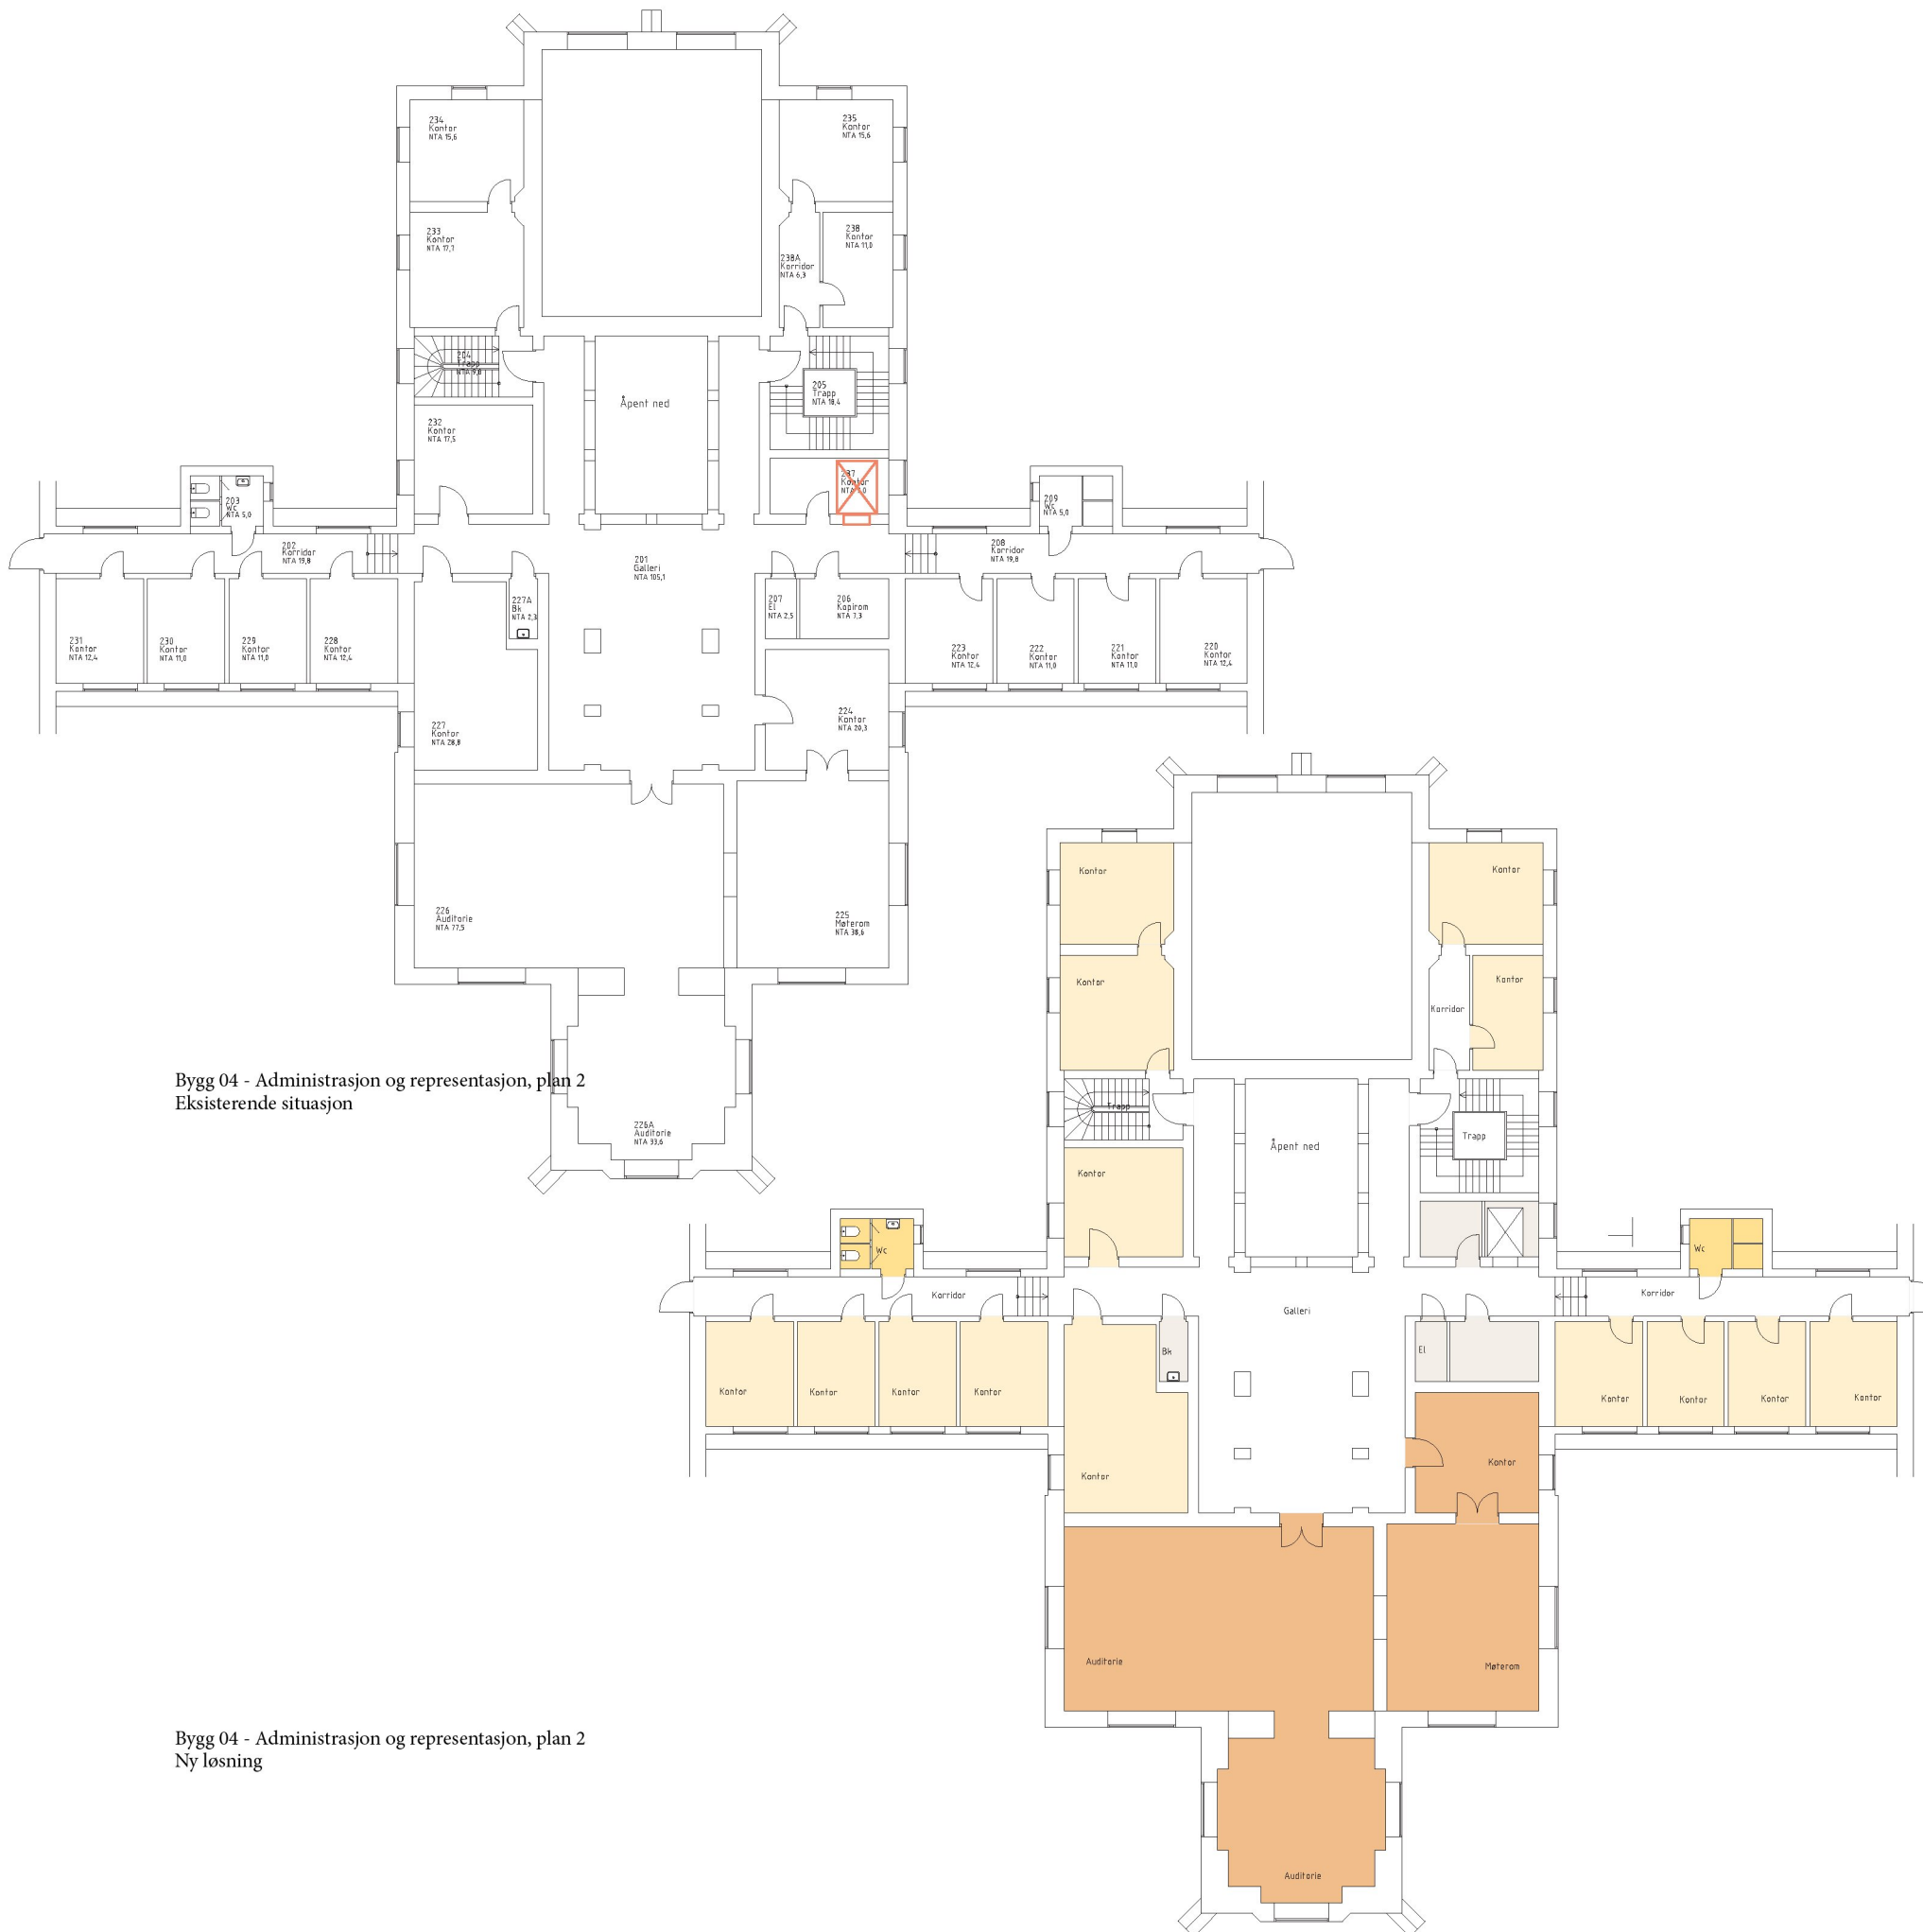 234
Kontor
NTA 15,6
235
Kontor
NTA 15,6
233
Kontor
NTA 17,7
238
Kontor
NTA 11,0
238A
Korridor
NTA 6,3
204
Trapp
NTA 9,8
Åpent ned
205
Trapp
NTA 18,4
232
Kontor
NTA 17,5
237
Kontor
203
Wc
NTA 5,0
209
Wc
NTA 5,0
202
Korridor
NTA 19,8
201
Galleri
NTA 105,1
208
Korridor
NTA 19,8
227A
Bk
NTA 2,3
207
El
NTA 2,5
206
Kopirom
NTA 7,3
231
Kontor
NTA 12,4
230
Kontor
NTA 11,0
229
Kontor
NTA 11,0
228
Kontor
NTA 12,4
223
Kontor
NTA 12,4
222
Kontor
NTA 11,0
221
Kontor
NTA 11,0
220
Kontor
NTA 12,4
227
Kontor
NTA 28,8
224
Kontor
NTA 20,3
226
Auditorie
NTA 77,5
225
Møterom
NTA 38,6
226A
Auditorie
NTA 33,6
Bygg 04 - Administrasjon og representasjon, plan 2
Eksisterende situasjon
Kontor
Kontor
Kontor
Kontor
Korridor
Trapp
Åpent ned
Trapp
Kontor
Wc
Wc
Korridor
Galleri
Korridor
Bk
El
Kontor
Kontor
Kontor
Kontor
Kontor
Kontor
Kontor
Kontor
Kontor
Kontor
Auditorie
Møterom
Auditorie
Bygg 04 - Administrasjon og representasjon, plan 2
Ny løsning